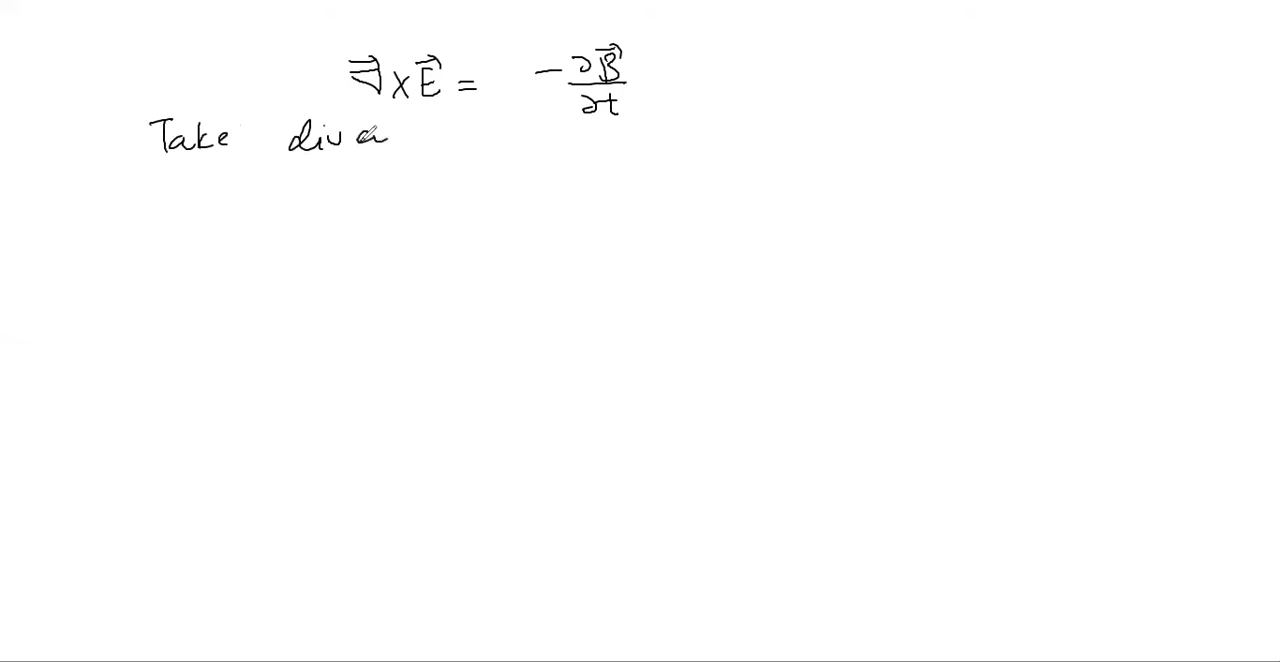 ∇⃗ × E⃗ = −∂B⃗/∂t
Take div